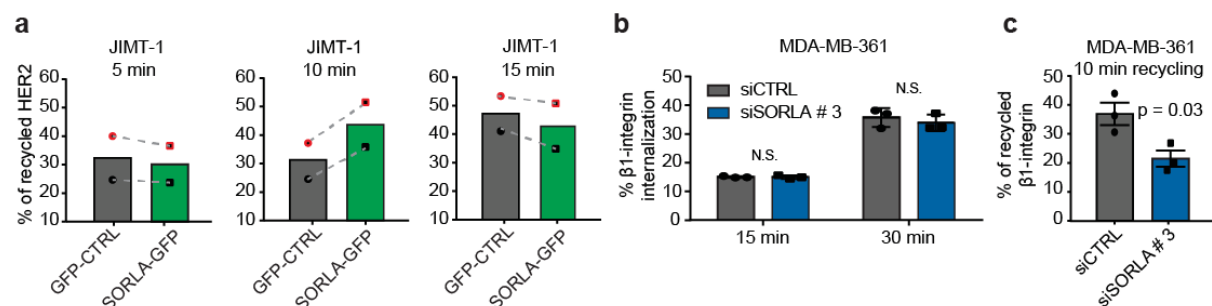 a
JIMT-1
5 min
% of recycled HER2
60
50
40
30
20
10
GFP-CTRL
SORLA-GFP
JIMT-1
10 min
60
50
40
30
20
10
GFP-CTRL
SORLA-GFP
JIMT-1
15 min
60
50
40
30
20
10
GFP-CTRL
SORLA-GFP
b
MDA-MB-361
% β1-integrin
internalization
50
40
30
20
10
0
siCTRL
siSORLA # 3
N.S.
N.S.
15 min
30 min
c
MDA-MB-361
10 min recycling
% of recycled
β1-integrin
50
40
30
20
10
0
p = 0.03
siCTRL
siSORLA # 3